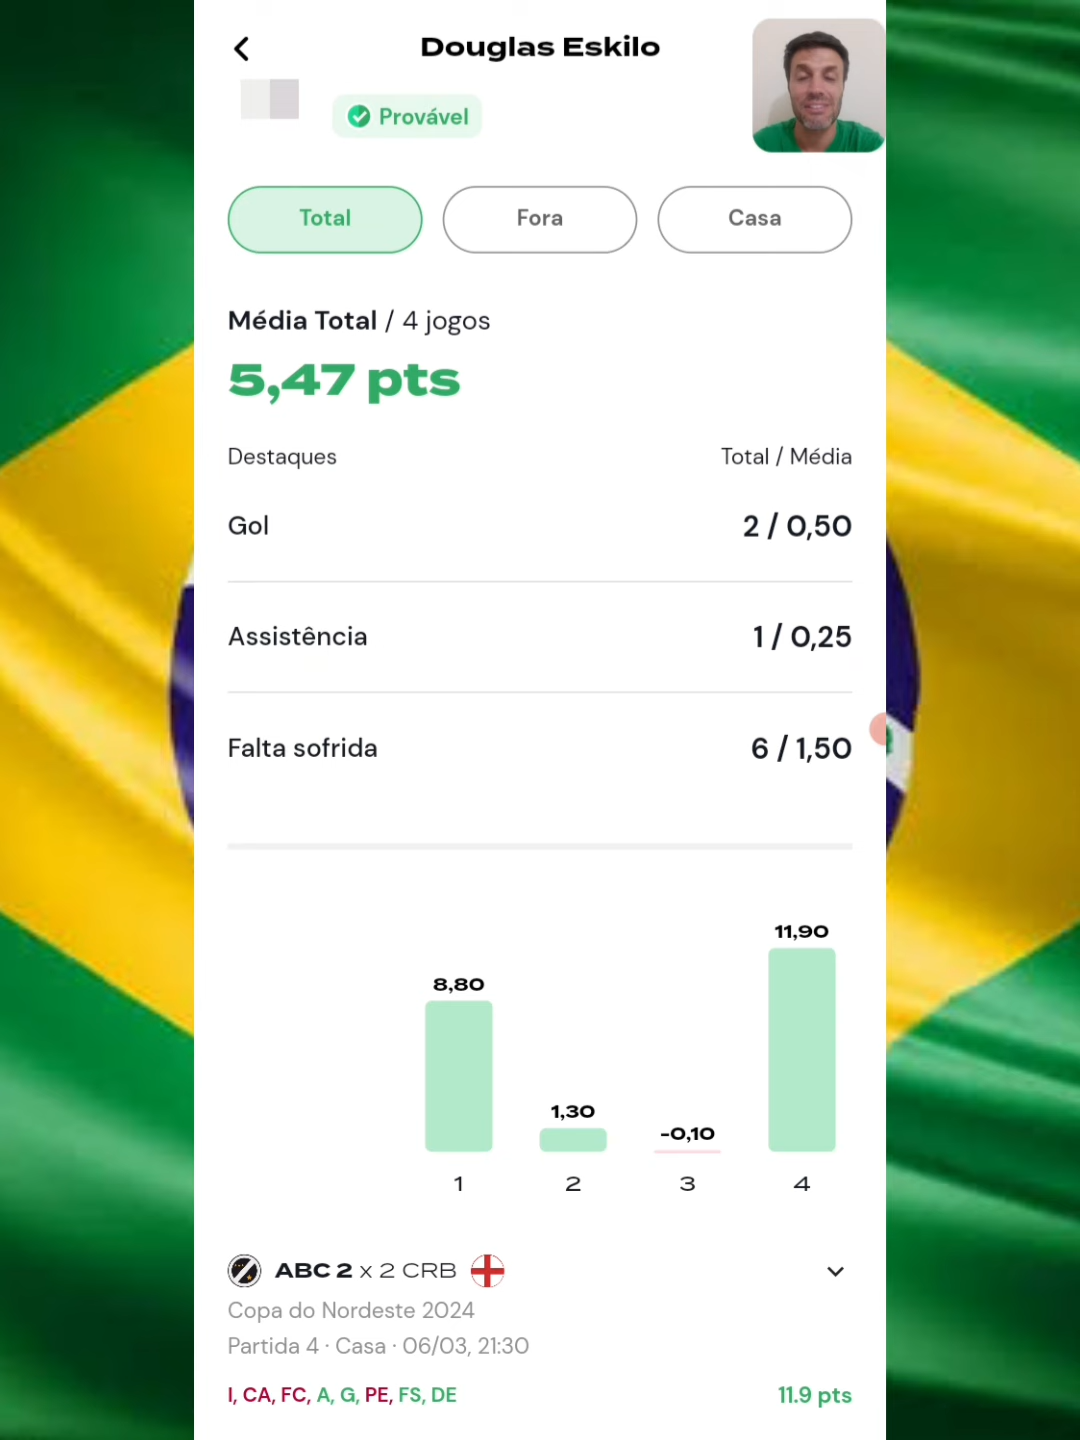 Douglas Eskilo
Provável
Total
Fora
Casa
Média Total / 4 jogos
5,47 pts
Destaques
Total / Média
Gol
2 / 0,50
Assistência
1 / 0,25
Falta sofrida
6 / 1,50
8,80
1,30
-0,10
11,90
1
2
3
4
ABC 2 x 2 CRB
Copa do Nordeste 2024
Partida 4 · Casa · 06/03, 21:30
I, CA, FC, A, G, PE, FS, DE
11.9 pts